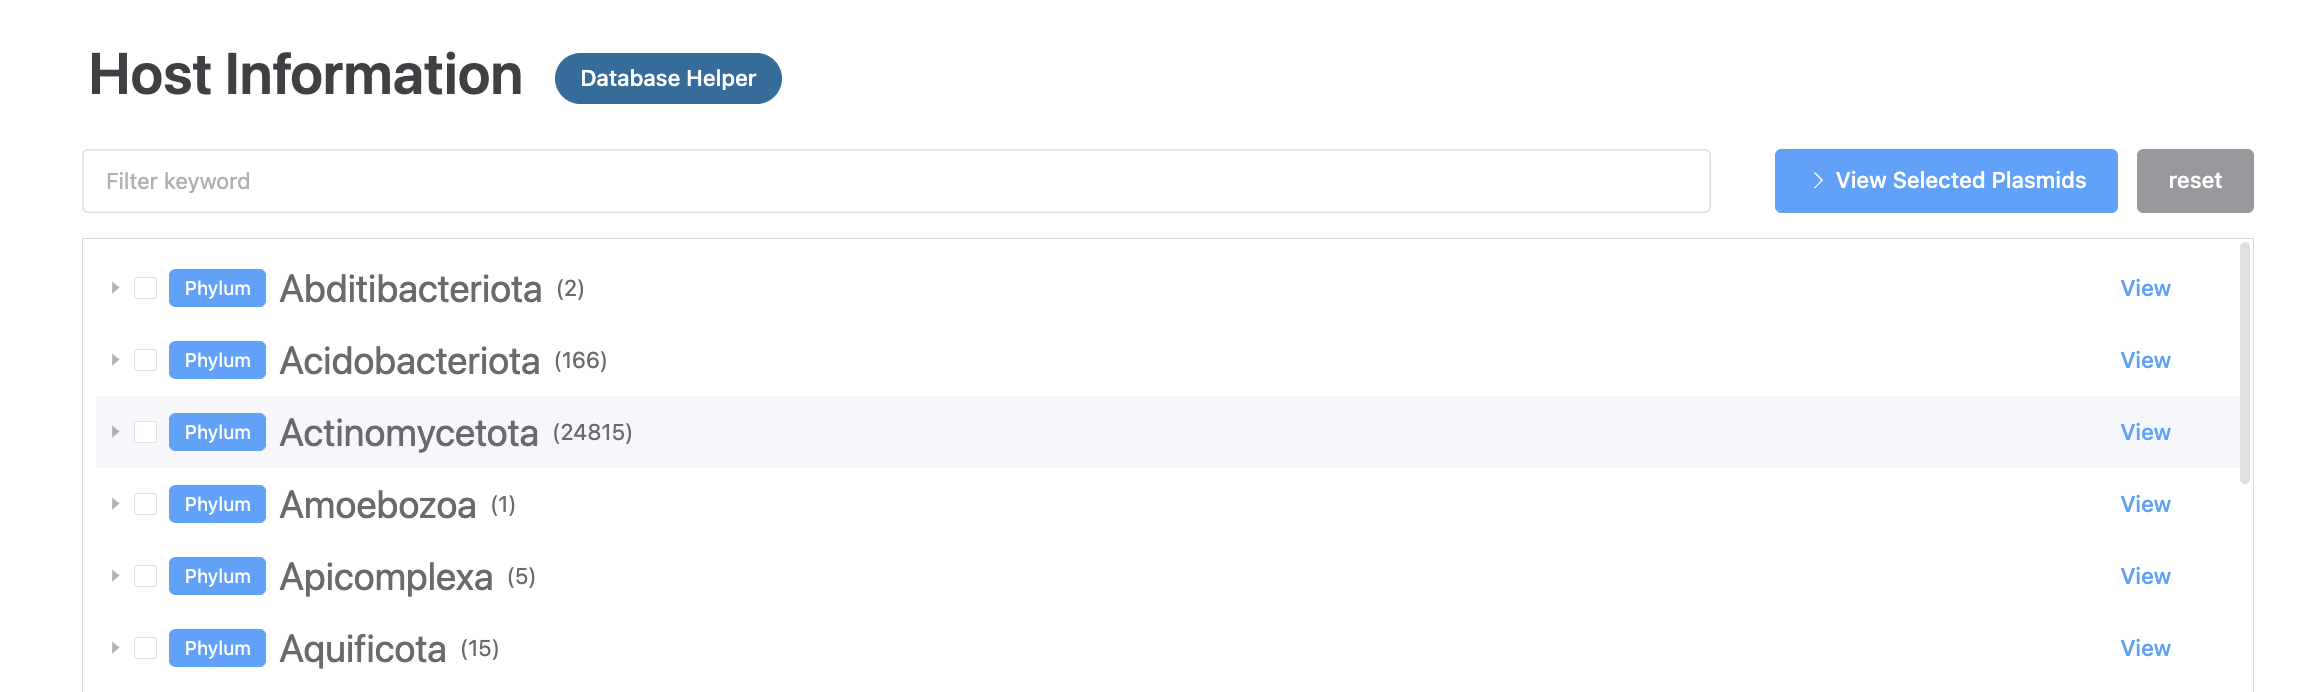 Host Information Database Helper
Filter keyword View Selected Plasmids reset
Phylum Abditibacteriota (2) View
Phylum Acidobacteriota (166) View
Phylum Actinomycetota (24815) View
Phylum Amoebozoa (1) View
Phylum Apicomplexa (5) View
Phylum Aquificota (15) View